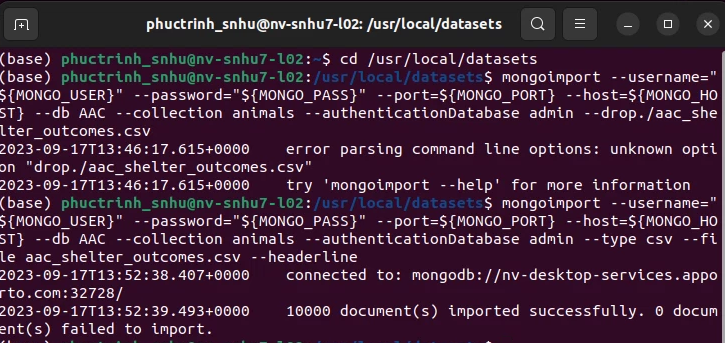 phuctrinh_snhu@nv-snhu7-l02: /usr/local/datasets
(base) phuctrinh_snhu@nv-snhu7-l02:~$ cd /usr/local/datasets
(base) phuctrinh_snhu@nv-snhu7-l02:/usr/local/datasets$ mongoimport --username="
${MONGO_USER}" --password="${MONGO_PASS}" --port=${MONGO_PORT} --host=${MONGO_HO
ST} --db AAC --collection animals --authenticationDatabase admin --drop./aac_she
lter_outcomes.csv
2023-09-17T13:46:17.615+0000 error parsing command line options: unknown opti
on "drop./aac_shelter_outcomes.csv"
2023-09-17T13:46:17.615+0000 try 'mongoimport --help' for more information
(base) phuctrinh_snhu@nv-snhu7-l02:/usr/local/datasets$ mongoimport --username="
${MONGO_USER}" --password="${MONGO_PASS}" --port=${MONGO_PORT} --host=${MONGO_HO
ST} --db AAC --collection animals --authenticationDatabase admin --type csv --fi
le aac_shelter_outcomes.csv --headerline
2023-09-17T13:52:38.407+0000 connected to: mongodb://nv-desktop-services.appo
rto.com:32728/
2023-09-17T13:52:39.493+0000 10000 document(s) imported successfully. 0 docum
ent(s) failed to import.